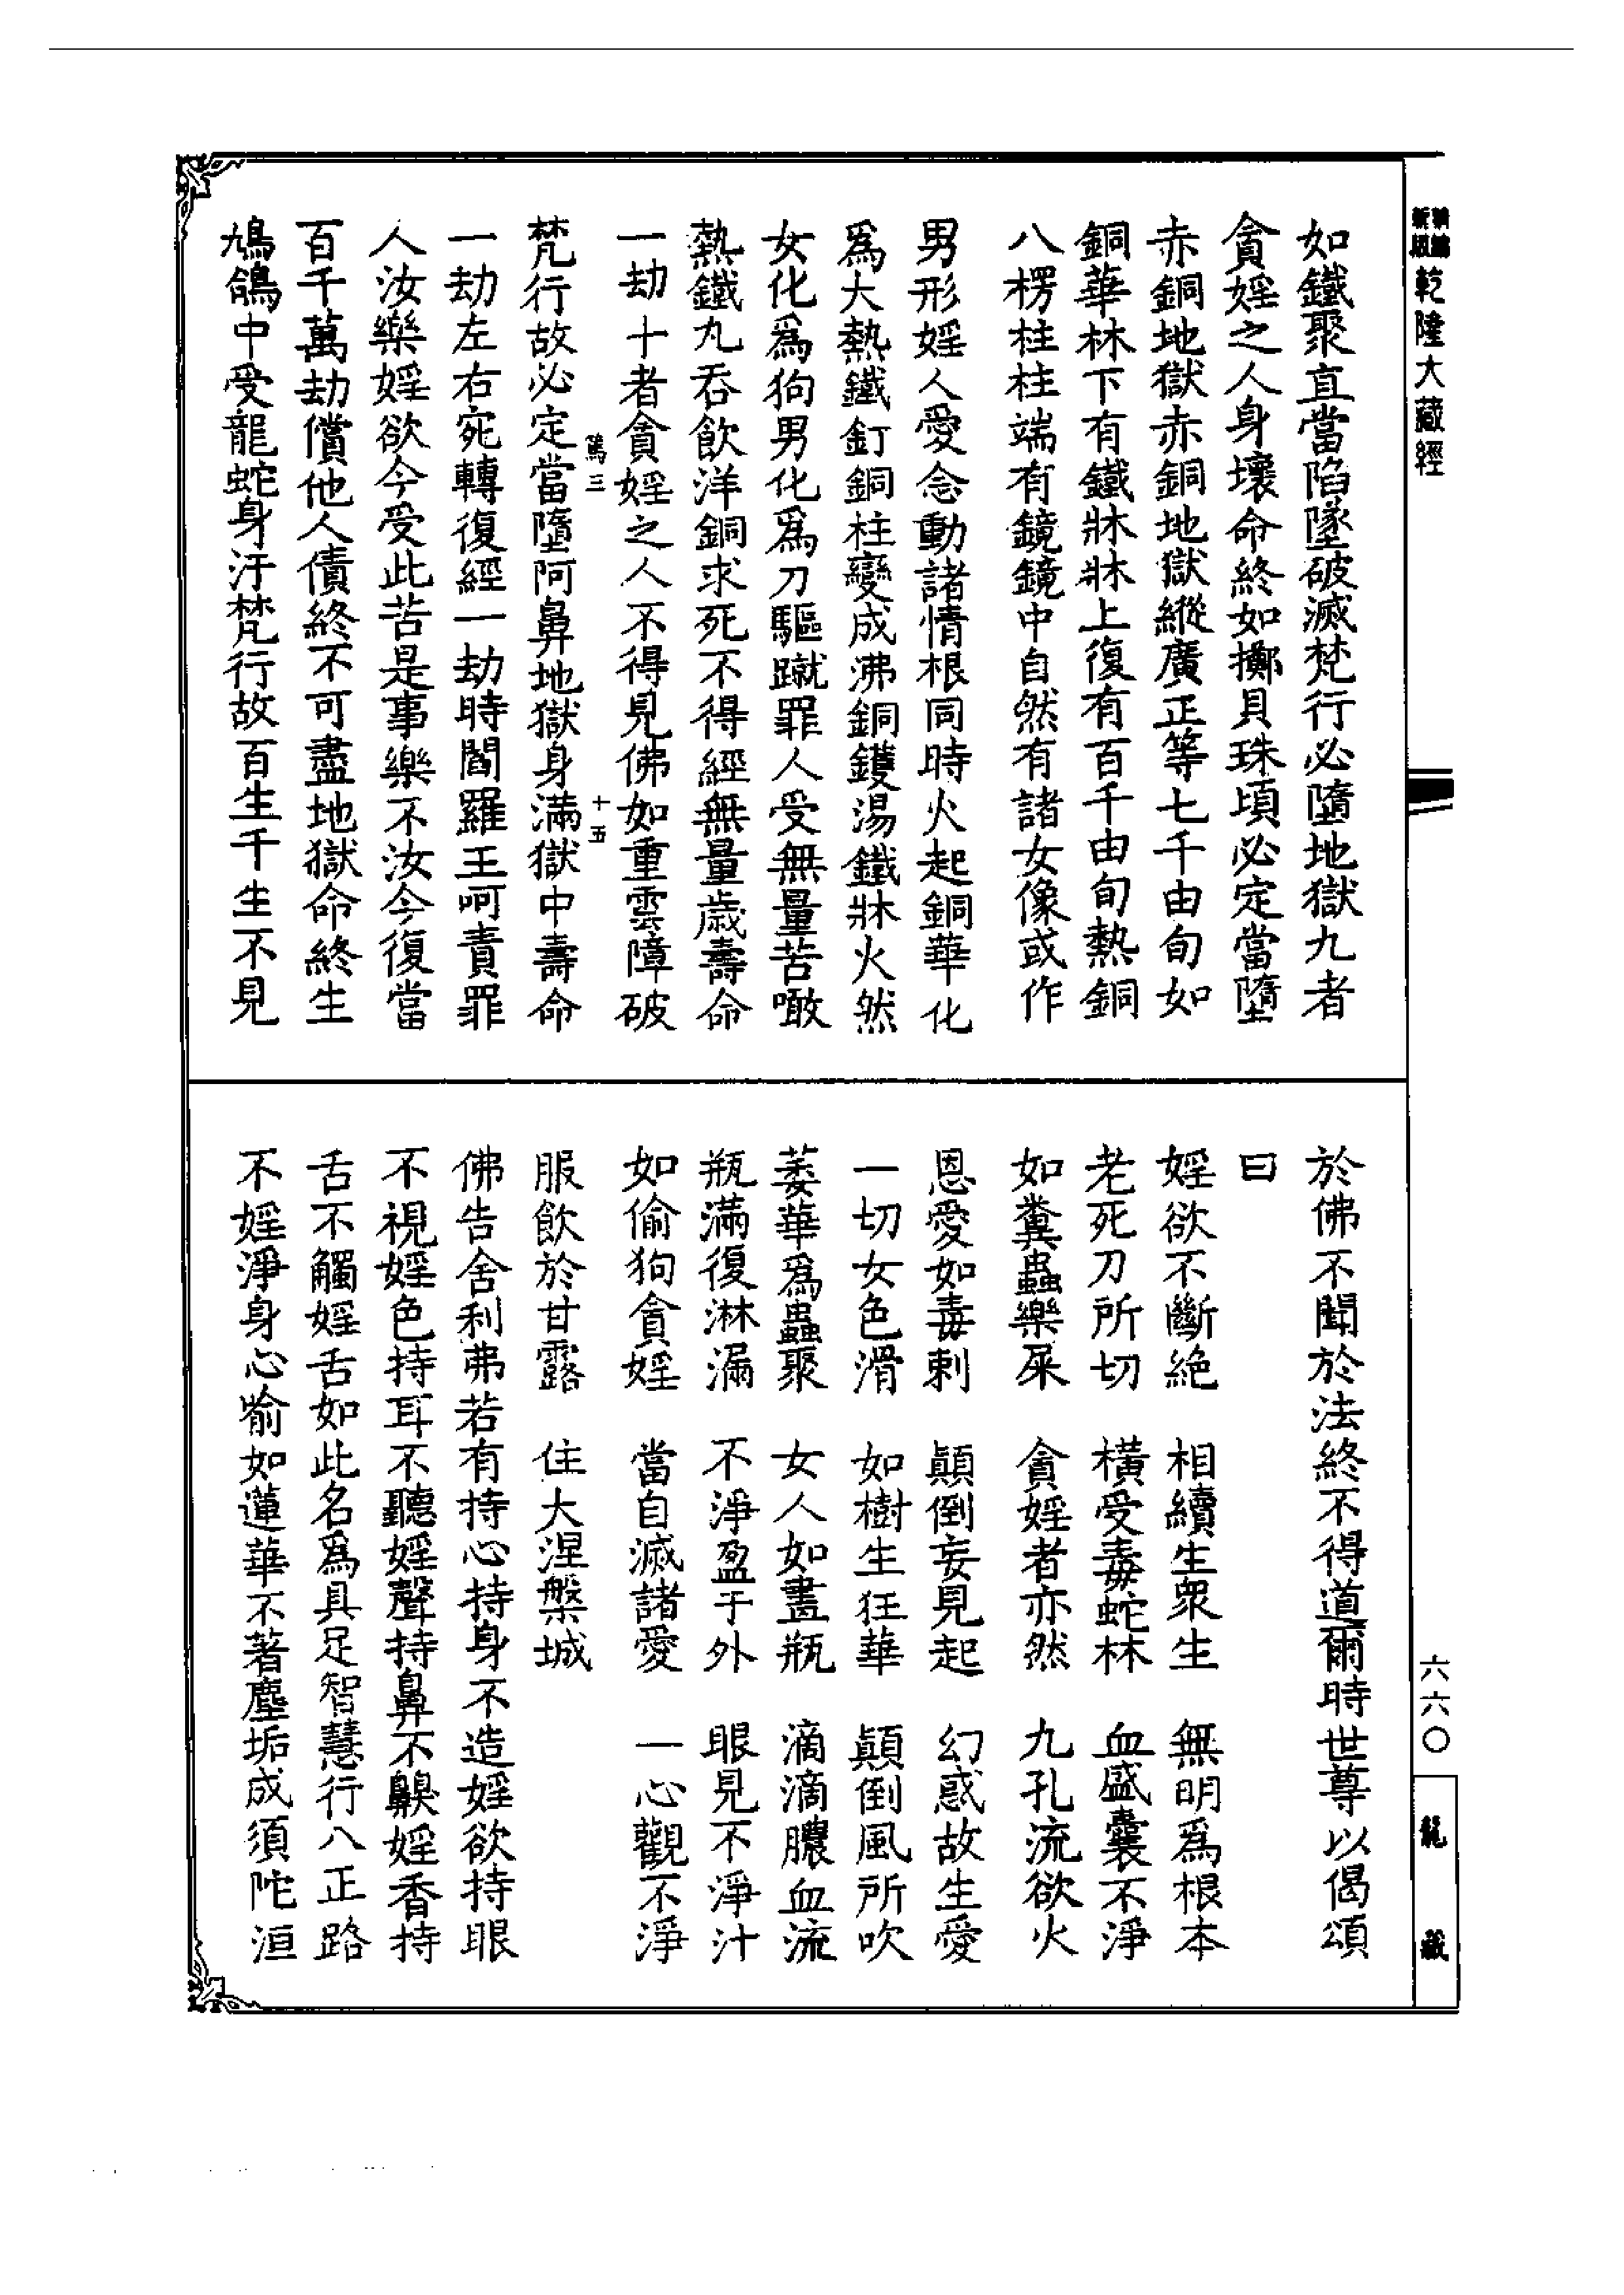 新編縮版
乾隆大藏經
如鐵聚直當陷墜破滅梵行必墮地獄九者
貪婬之人身壞命終如擲貝珠頃必定當墮
赤銅地獄赤銅地獄縱廣正等七千由旬如
銅華林下有鐵牀牀上復有百千由旬熱銅
八楞柱柱端有鏡鏡中自然有諸女像或作
男形婬人愛念動諸情根同時火起銅華化
爲大熱鐵釘銅柱變成沸銅鑊湯鐵牀火然
女化爲狗男化爲刀驅蹴罪人受無量苦噉
熱鐵丸吞飲洋銅求死不得經無量歲壽命
一劫十者貪婬之人不得見佛如重雲障破
三 十五
梵行故必定當墮阿鼻地獄身滿獄中壽命
一劫左右宛轉復經一劫時閻羅王呵責罪
人汝樂婬欲今受此苦是事樂不汝今復當
百千萬劫償他人債終不可盡地獄命終生
鳩鴿中受龍蛇身汙梵行故百生千生不見
於佛不聞於法終不得道爾時世尊以偈頌
曰
婬欲不斷絕 相續生衆生 無明爲根本
老死刀所切 橫受毒蛇林 血盛囊不淨
如糞蟲樂屎 貪婬者亦然 九孔流欲火
恩愛如毒刺 顚倒妄見起 幻惑故生愛
一切女色滑 如樹生狂華 顚倒風所吹
萎華爲蟲聚 女人如畫瓶 滴滴膿血流
瓶滿復淋漏 不淨盈于外 眼見不淨汁
如偷狗貪婬 當自滅諸愛 一心觀不淨
服飲於甘露 住大涅槃城
佛告舍利弗若有持心持身不造婬欲持眼
不視婬色持耳不聽婬聲持鼻不齅婬香持
舌不觸婬舌如此名爲具足智慧行八正路
不婬淨身心喻如蓮華不著塵垢成須陀洹
六六〇
龍藏